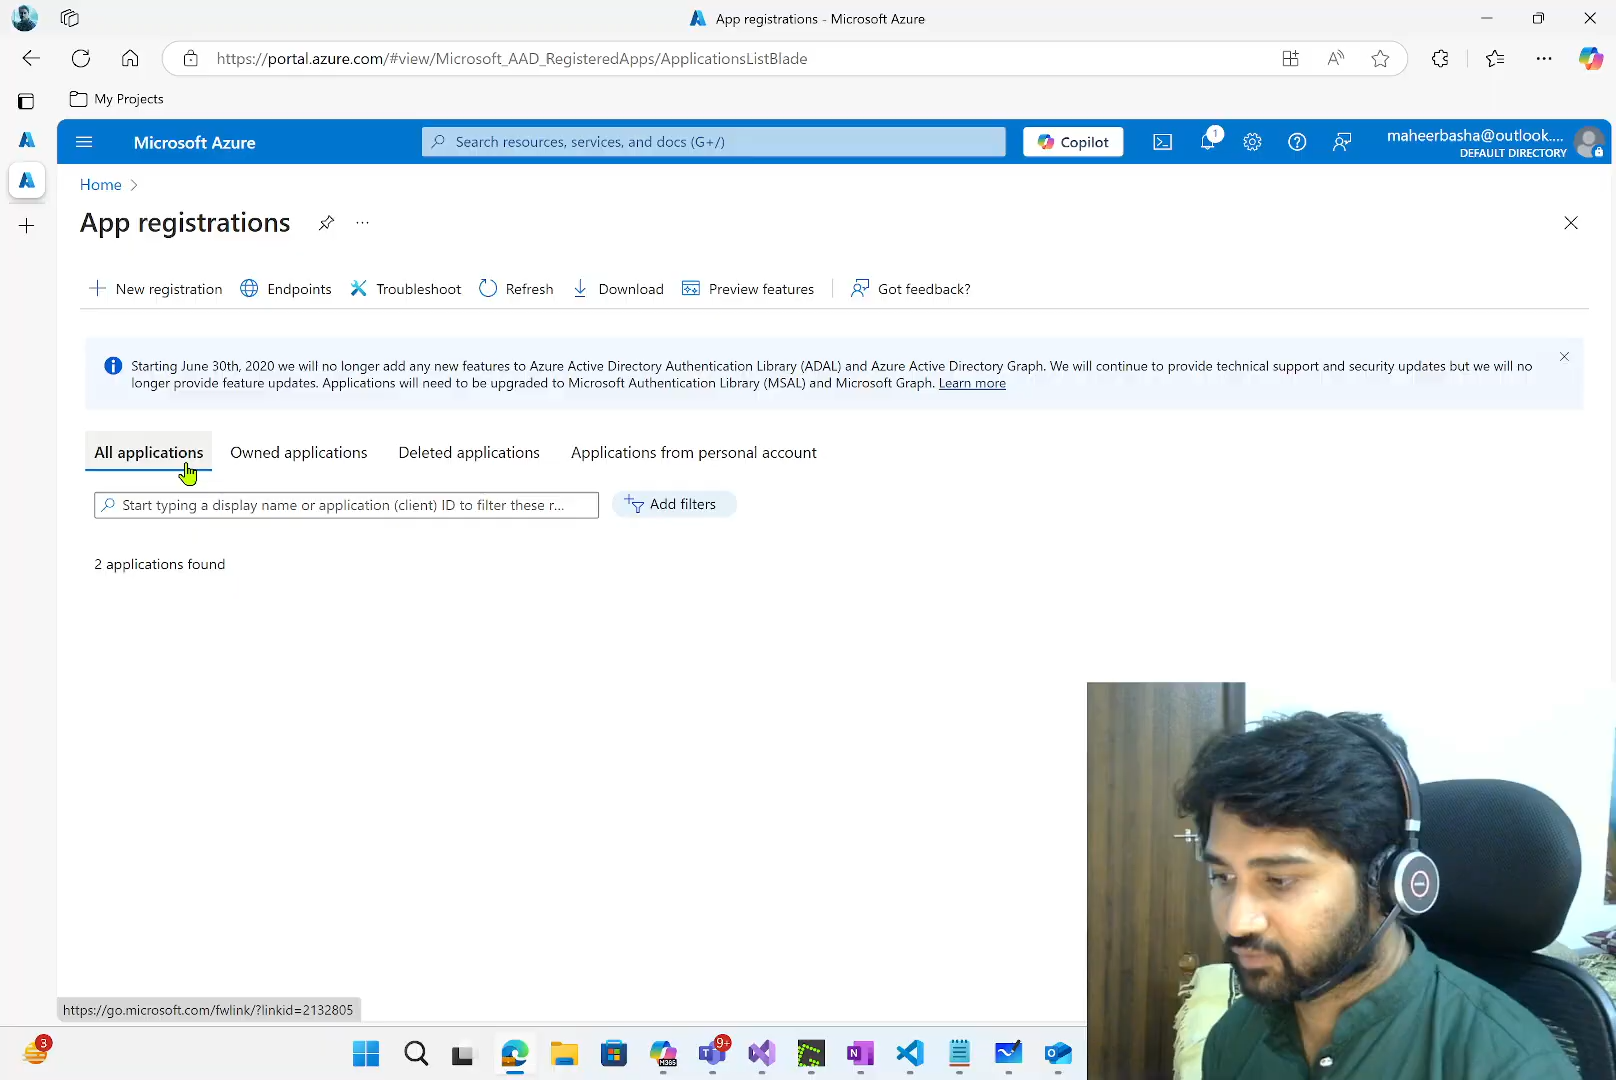 App registrations - Microsoft Azure
https://portal.azure.com/#view/Microsoft_AAD_RegisteredApps/ApplicationsListBlade
My Projects
Microsoft Azure
Search resources, services, and docs (G+/)
Copilot
1
maheerbasha@outlook....
DEFAULT DIRECTORY
Home
App registrations
New registration
Endpoints
Troubleshoot
Refresh
Download
Preview features
Got feedback?
Starting June 30th, 2020 we will no longer add any new features to Azure Active Directory Authentication Library (ADAL) and Azure Active Directory Graph. We will continue to provide technical support and security updates but we will no
longer provide feature updates. Applications will need to be upgraded to Microsoft Authentication Library (MSAL) and Microsoft Graph. Learn more
All applications
Owned applications
Deleted applications
Applications from personal account
Start typing a display name or application (client) ID to filter these r...
Add filters
2 applications found
https://go.microsoft.com/fwlink/?linkid=2132805
3
M365
9+